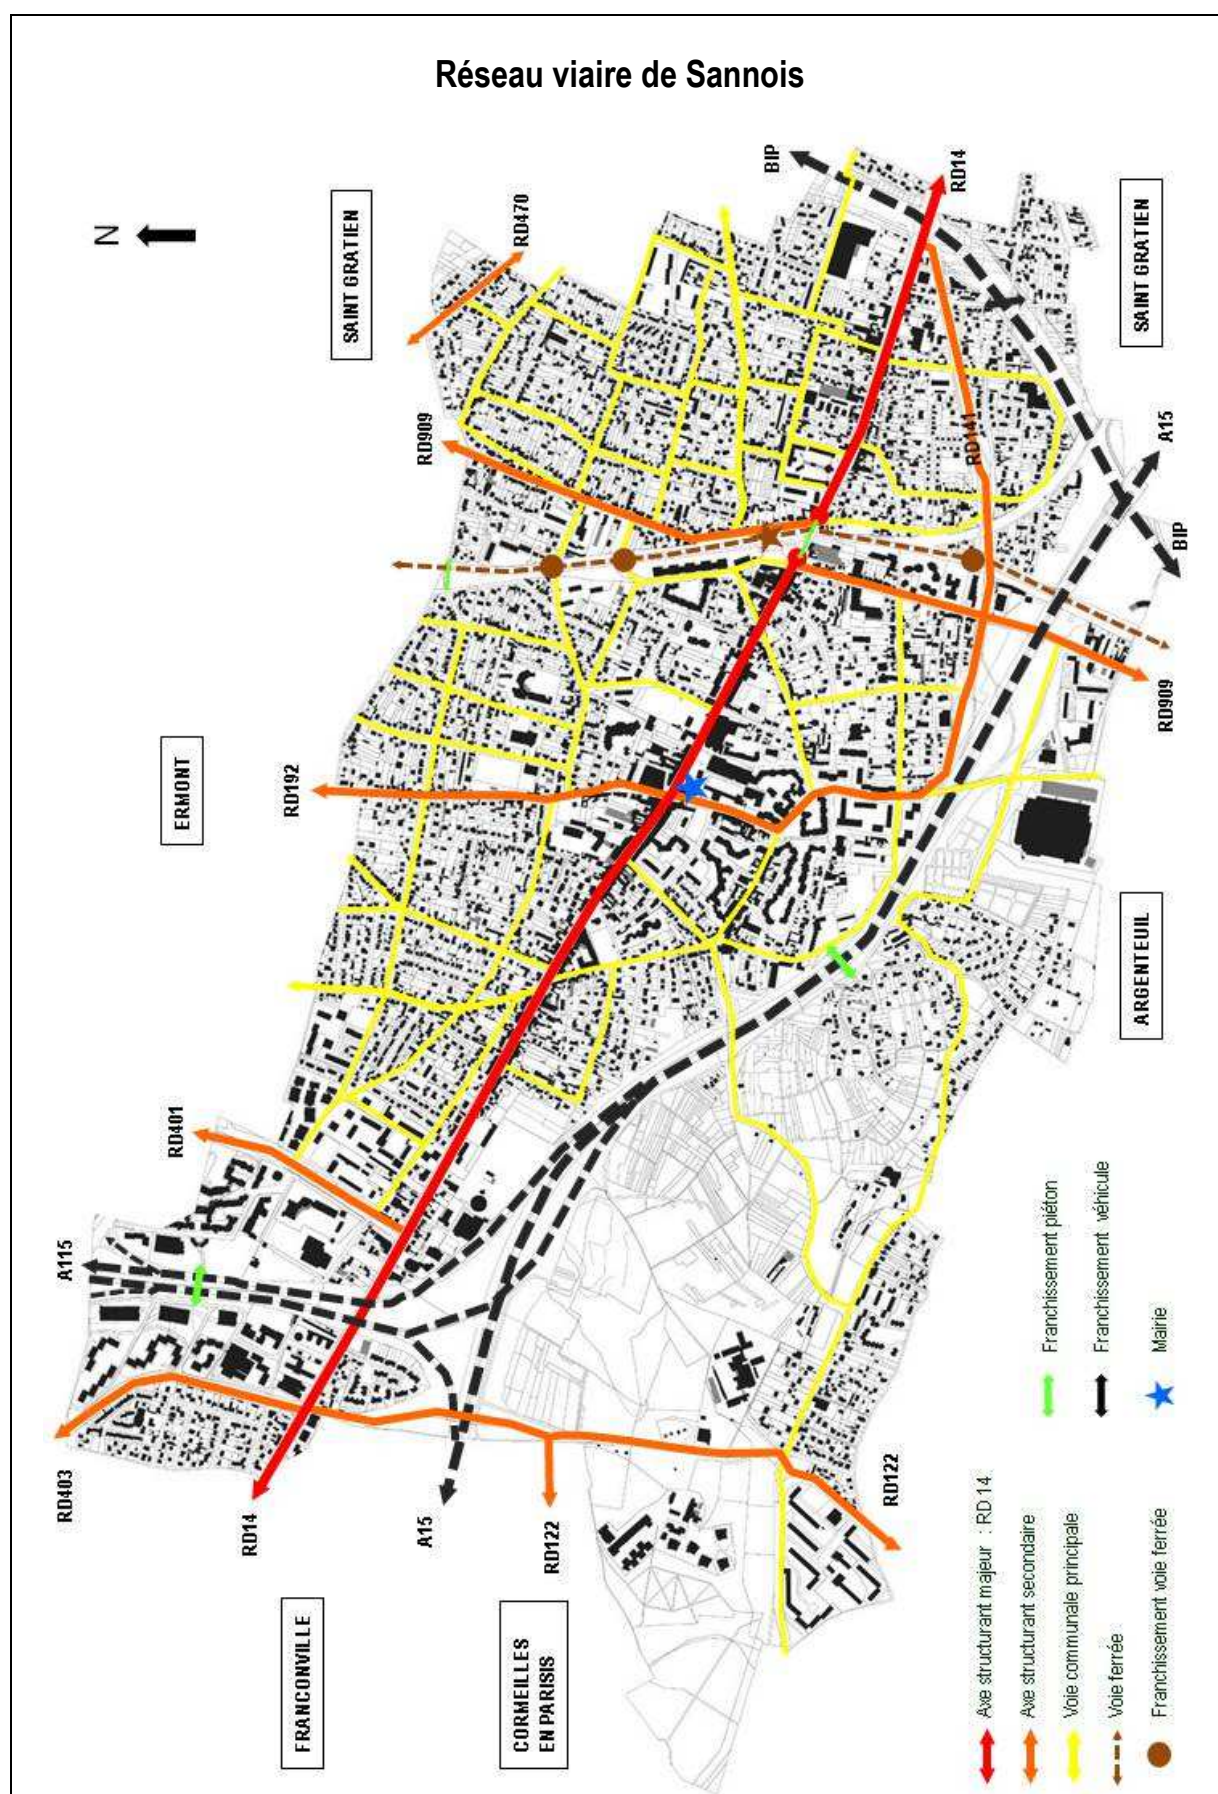 Réseau viaire de Sannois
N
SAINT GRATIEN
RD470
BIP
RD14
SAINT GRATIEN
RD909
RD141
A15
BIP
RD909
ERMONT
RD192
ARGENTEUIL
RD401
A115
RD403
RD14
A15
RD122
RD122
FRANCONVILLE
CORMEILLES
EN PARISIS
Axe structurant majeur : RD 14
Axe structurant secondaire
Voie communale principale
Voie ferrée
Franchissement voie ferrée
Franchissement piéton
Franchissement véhicule
Mairie